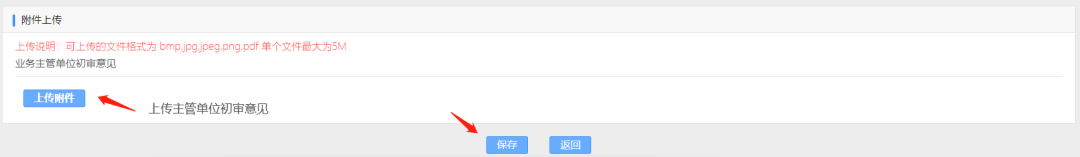 附件上传
上传说明：可上传的文件格式为 bmp,jpg,jpeg,png,pdf 单个文件最大为5M
业务主管单位初审意见
上传附件
上传主管单位初审意见
保存 返回